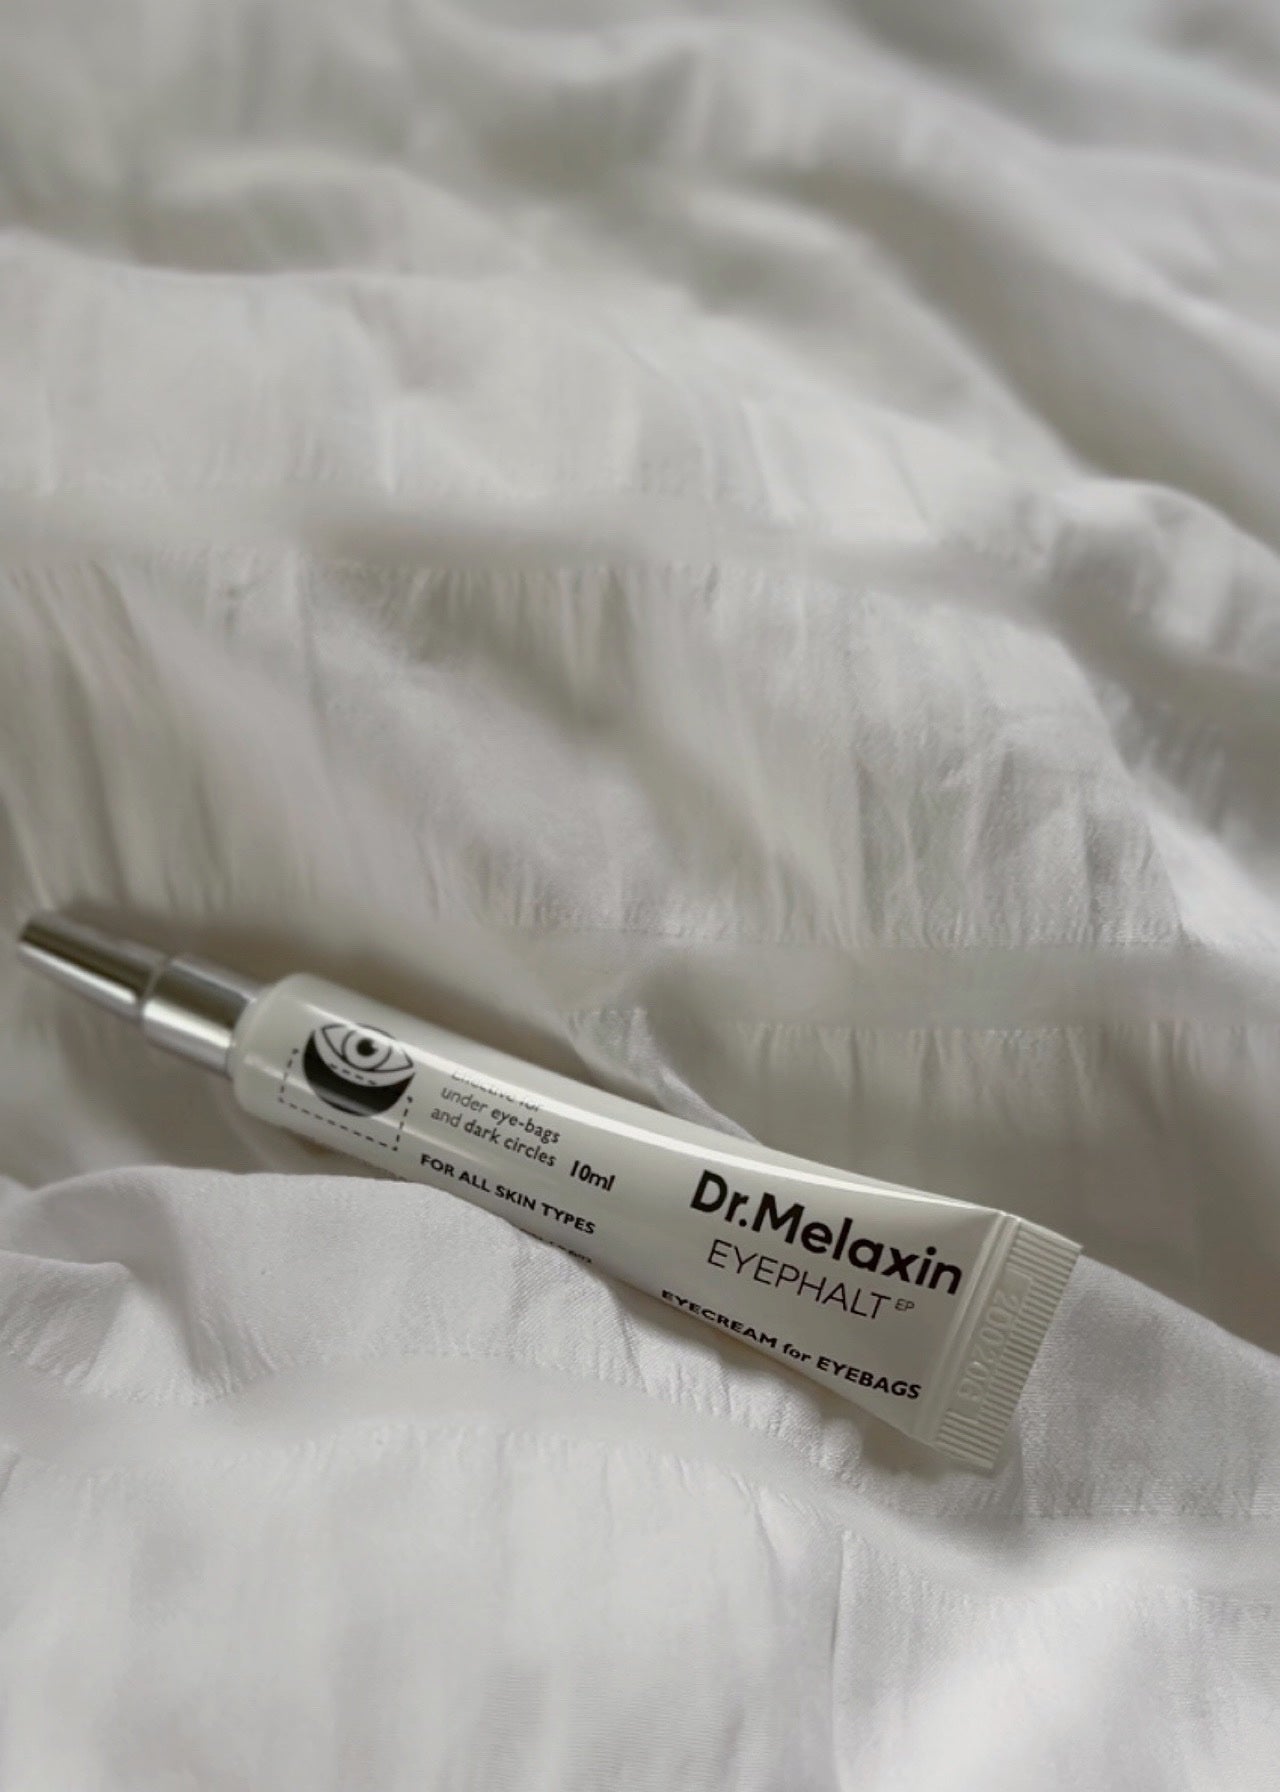 under eye-bags
and dark circles 10ml
FOR ALL SKIN TYPES
Dr.Melaxin
EYEPHALT EP
EYECREAM for EYEBAGS